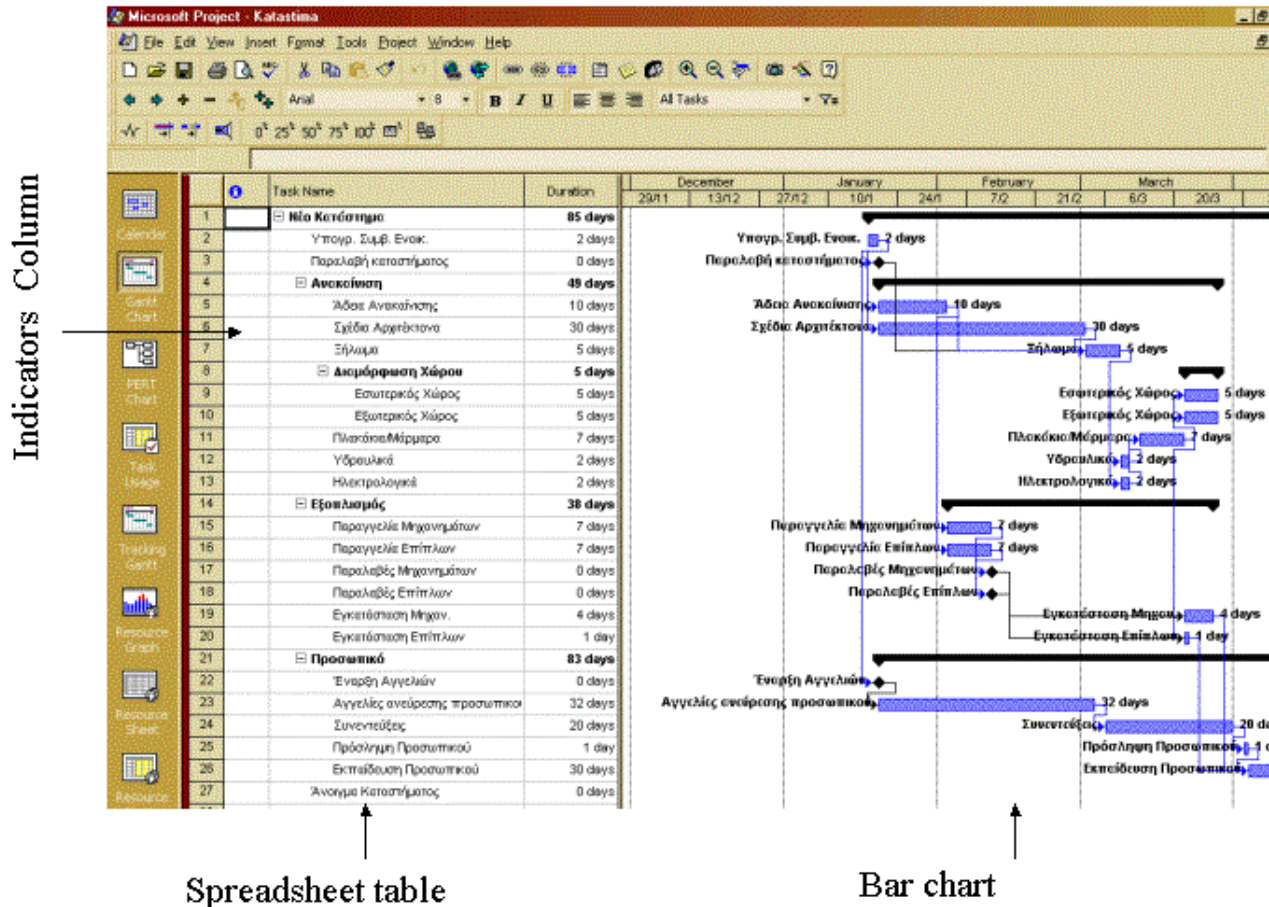 Microsoft Project - Katastima
File Edit View Insert Format Tools Project Window Help
Arial 8 B I U All Tasks
0% 25% 50% 75% 100%
Indicators Column
Calendar
Gantt Chart
PERT Chart
Task Usage
Tracking Gantt
Resource Graph
Resource Sheet
Resource
Task Name Duration
December January February March
29/11 13/12 27/12 10/1 24/1 7/2 21/2 6/3 20/3
1 Νέο Κατάστημα 85 days
2 Υπογρ. Συμβ. Ενοικ. 2 days
3 Παραλαβή καταστήματος 0 days
4 Ανακαίνιση 49 days
5 Άδεια Ανακαίνισης 10 days
6 Σχέδια Αρχιτέκτονα 30 days
7 Ξήλωμα 5 days
8 Διαμόρφωση Χώρου 5 days
9 Εσωτερικός Χώρος 5 days
10 Εξωτερικός Χώρος 5 days
11 Πλακάκια/Μάρμαρα 7 days
12 Υδραυλικά 2 days
13 Ηλεκτρολογικά 2 days
14 Εξοπλισμός 38 days
15 Παραγγελία Μηχανημάτων 7 days
16 Παραγγελία Επίπλων 7 days
17 Παραλαβές Μηχανημάτων 0 days
18 Παραλαβές Επίπλων 0 days
19 Εγκατάσταση Μηχαν. 4 days
20 Εγκατάσταση Επίπλων 1 day
21 Προσωπικό 83 days
22 Έναρξη Αγγελιών 0 days
23 Αγγελίες ανεύρεσης προσωπικο 32 days
24 Συνεντεύξεις 20 days
25 Πρόσληψη Προσωπικού 1 day
26 Εκπαίδευση Προσωπικού 30 days
27 Άνοιγμα Καταστήματος 0 days
Υπογρ. Συμβ. Ενοικ. 2 days
Παραλαβή καταστήματος
Άδεια Ανακαίνισης 10 days
Σχέδια Αρχιτέκτονα 30 days
Ξήλωμα 5 days
Εσωτερικός Χώρος 5 days
Εξωτερικός Χώρος 5 days
Πλακάκια/Μάρμαρα 7 days
Υδραυλικά 2 days
Ηλεκτρολογικά 2 days
Παραγγελία Μηχανημάτων 7 days
Παραγγελία Επίπλων 7 days
Παραλαβές Μηχανημάτων
Παραλαβές Επίπλων
Εγκατάσταση Μηχαν. 4 days
Εγκατάσταση Επίπλων 1 day
Έναρξη Αγγελιών
Αγγελίες ανεύρεσης προσωπικού 32 days
Συνεντεύξεις 20 da
Πρόσληψη Προσωπικού 1 d
Εκπαίδευση Προσωπικού
Spreadsheet table
Bar chart